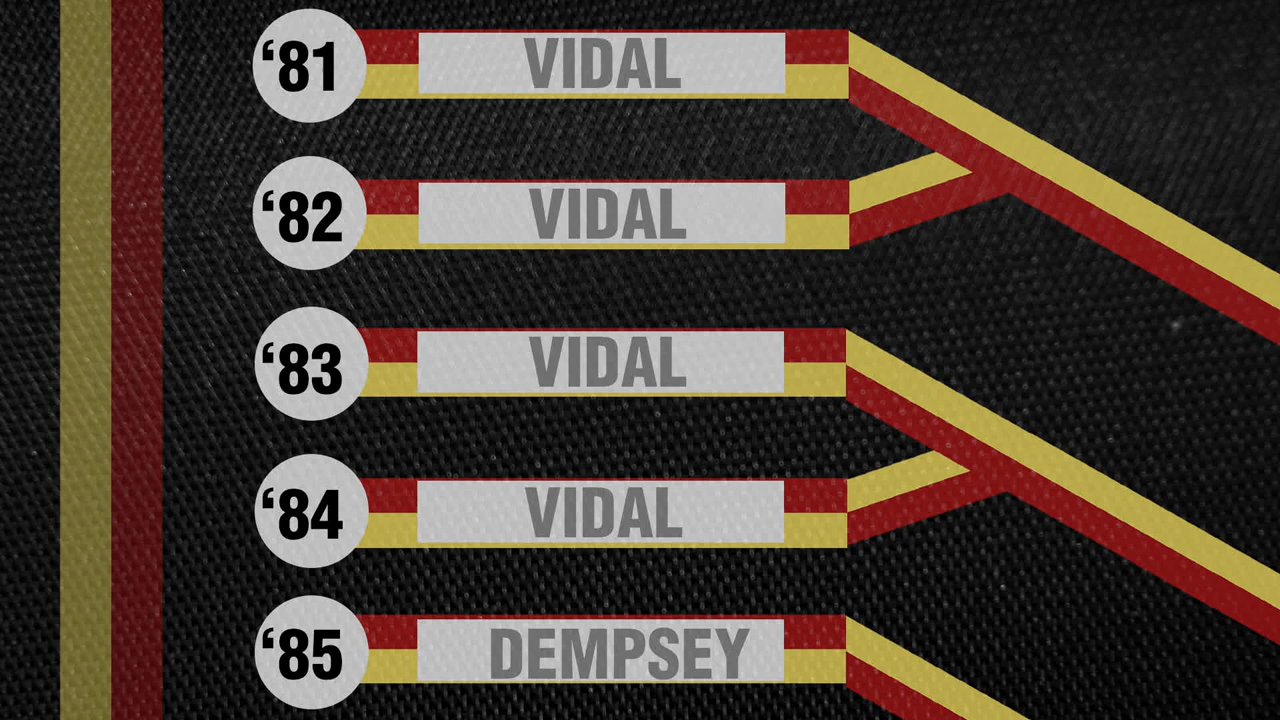 ‘81 VIDAL
‘82 VIDAL
‘83 VIDAL
‘84 VIDAL
‘85 DEMPSEY